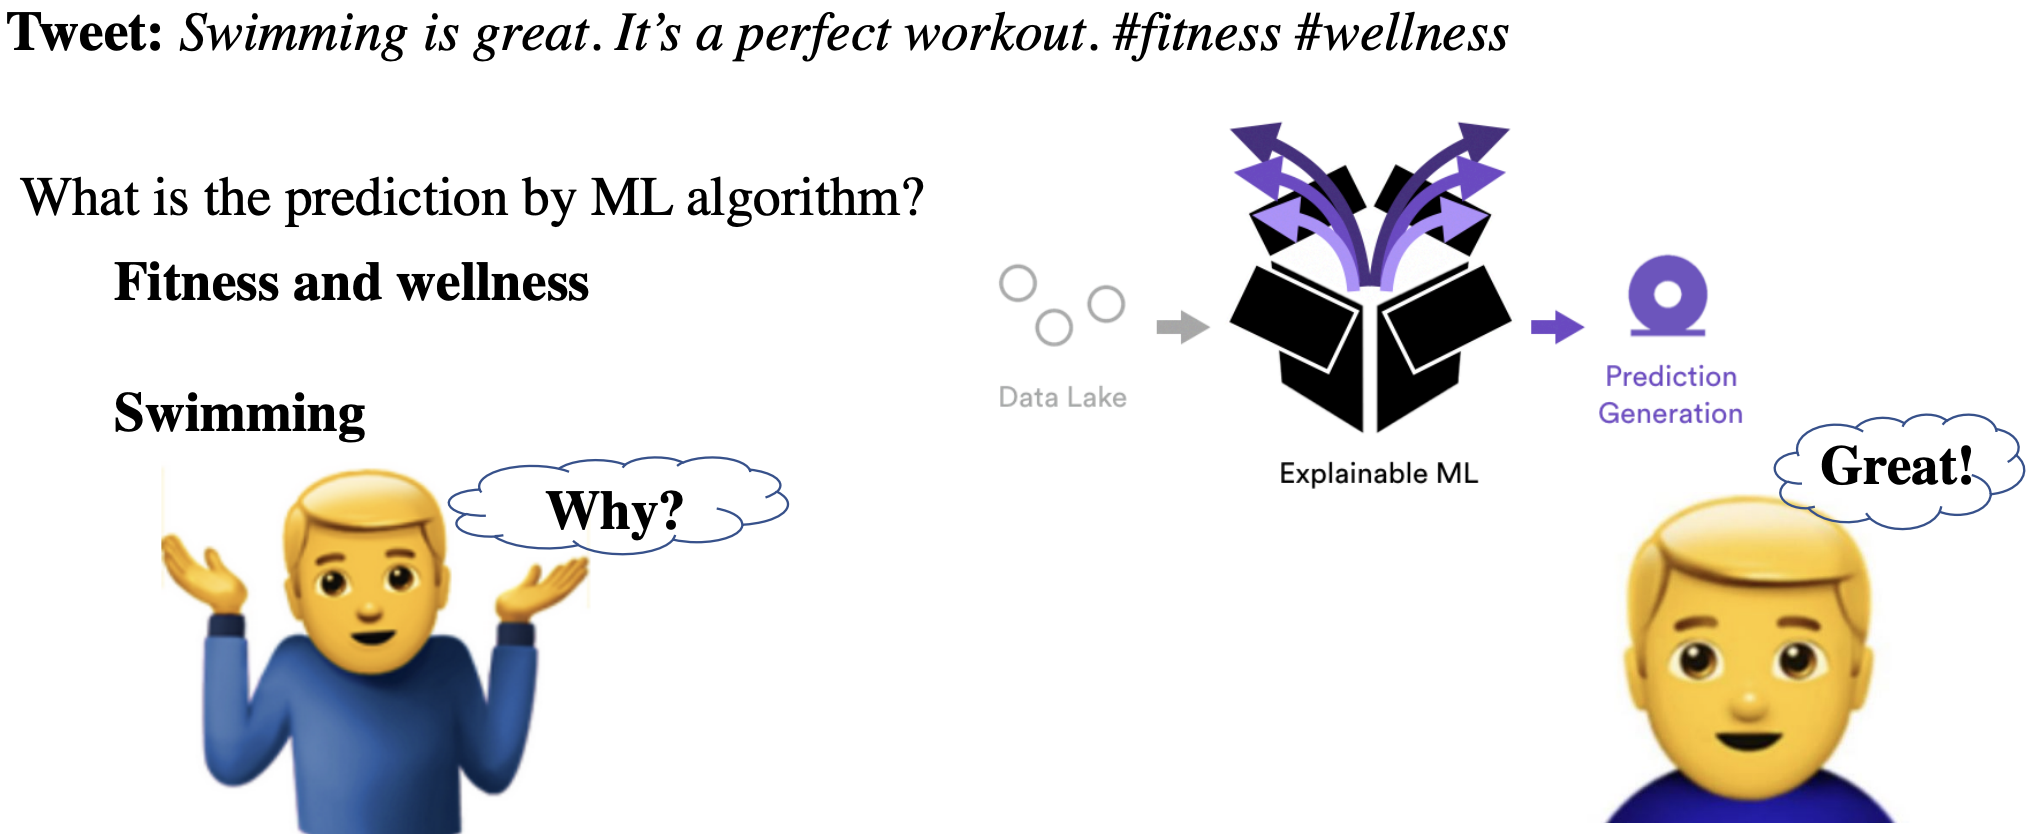 Tweet: Swimming is great. It’s a perfect workout. #fitness #wellness
What is the prediction by ML algorithm?
Fitness and wellness
Swimming
Why?
Data Lake
Explainable ML
Prediction
Generation
Great!